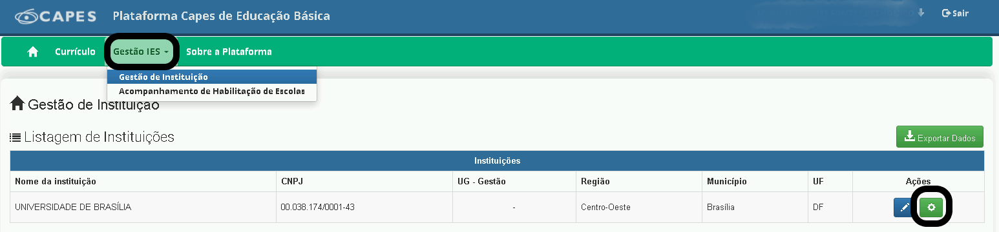 CAPES Plataforma Capes de Educação Básica Sair
Currículo Gestão IES Sobre a Plataforma
Gestão de Instituição
Acompanhamento de Habilitação de Escolas
Gestão de Instituição
Listagem de Instituições Exportar Dados
Instituições
Nome da instituição CNPJ UG - Gestão Região Município UF Ações
UNIVERSIDADE DE BRASÍLIA 00.038.174/0001-43 - Centro-Oeste Brasília DF